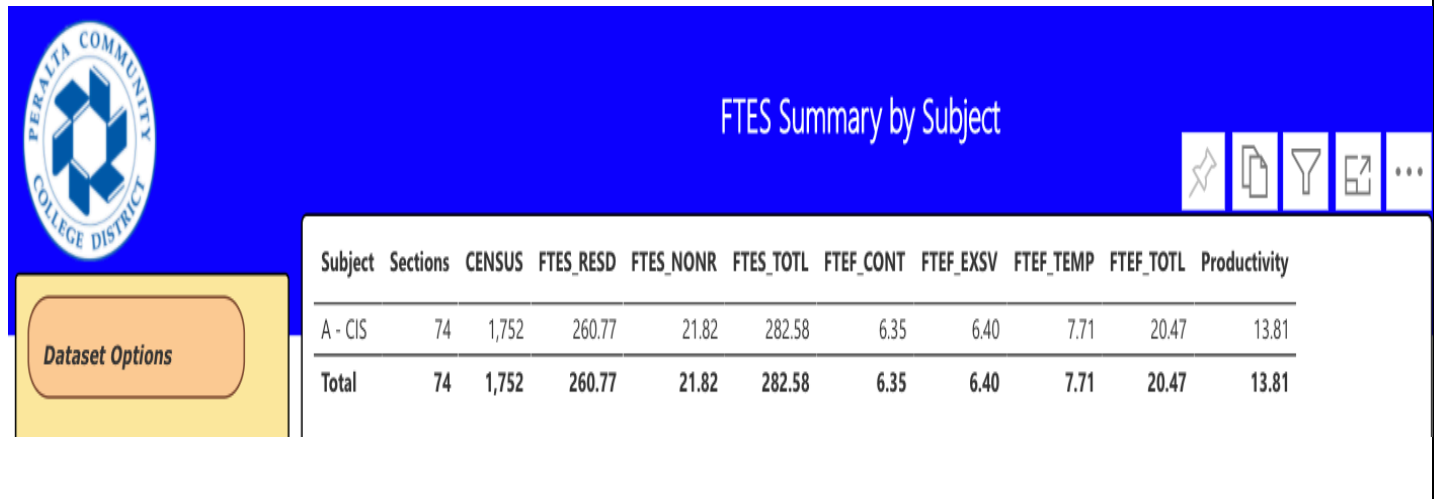 PERALTA COMMUNITY
COLLEGE DISTRICT
FTES Summary by Subject
Dataset Options
Subject Sections CENSUS FTES_RESD FTES_NONR FTES_TOTL FTEF_CONT FTEF_EXSV FTEF_TEMP FTEF_TOTL Productivity
A - CIS 74 1,752 260.77 21.82 282.58 6.35 6.40 7.71 20.47 13.81
Total 74 1,752 260.77 21.82 282.58 6.35 6.40 7.71 20.47 13.81